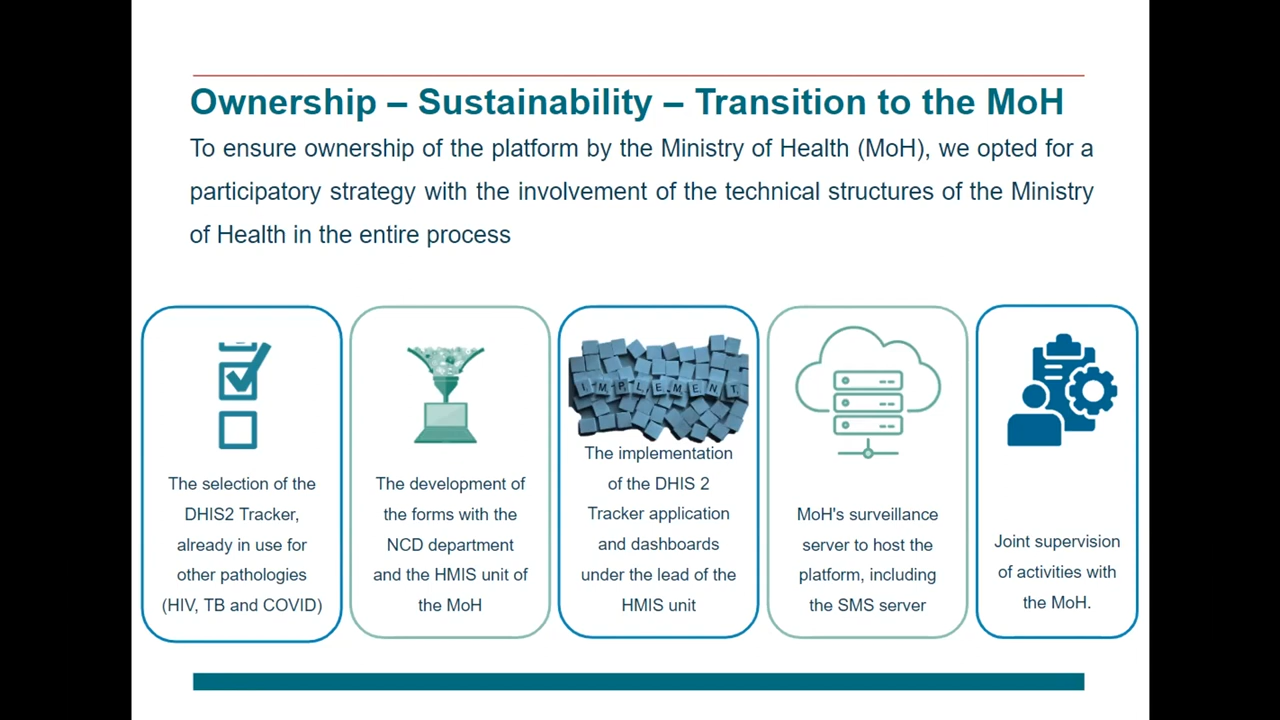 Ownership – Sustainability – Transition to the MoH
To ensure ownership of the platform by the Ministry of Health (MoH), we opted for a
participatory strategy with the involvement of the technical structures of the Ministry
of Health in the entire process
The selection of the
DHIS2 Tracker,
already in use for
other pathologies
(HIV, TB and COVID)
The development of
the forms with the
NCD department
and the HMIS unit of
the MoH
IMPLEMENT
The implementation
of the DHIS 2
Tracker application
and dashboards
under the lead of the
HMIS unit
MoH's surveillance
server to host the
platform, including
the SMS server
Joint supervision
of activities with
the MoH.